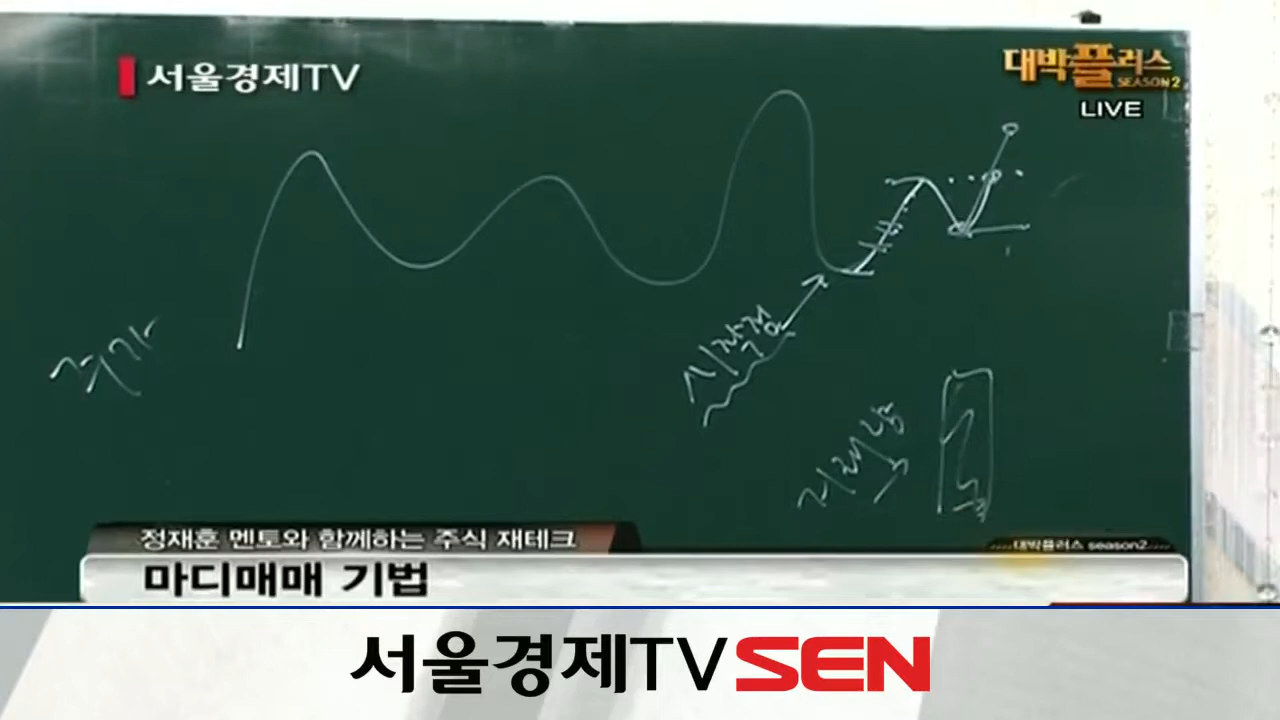 서울경제TV
대박플러스
SEASON2
LIVE
주가
시작점
거래량
정재훈 멘토와 함께하는 주식 재테크
대박플러스 season2
마디매매 기법
서울경제TV SEN